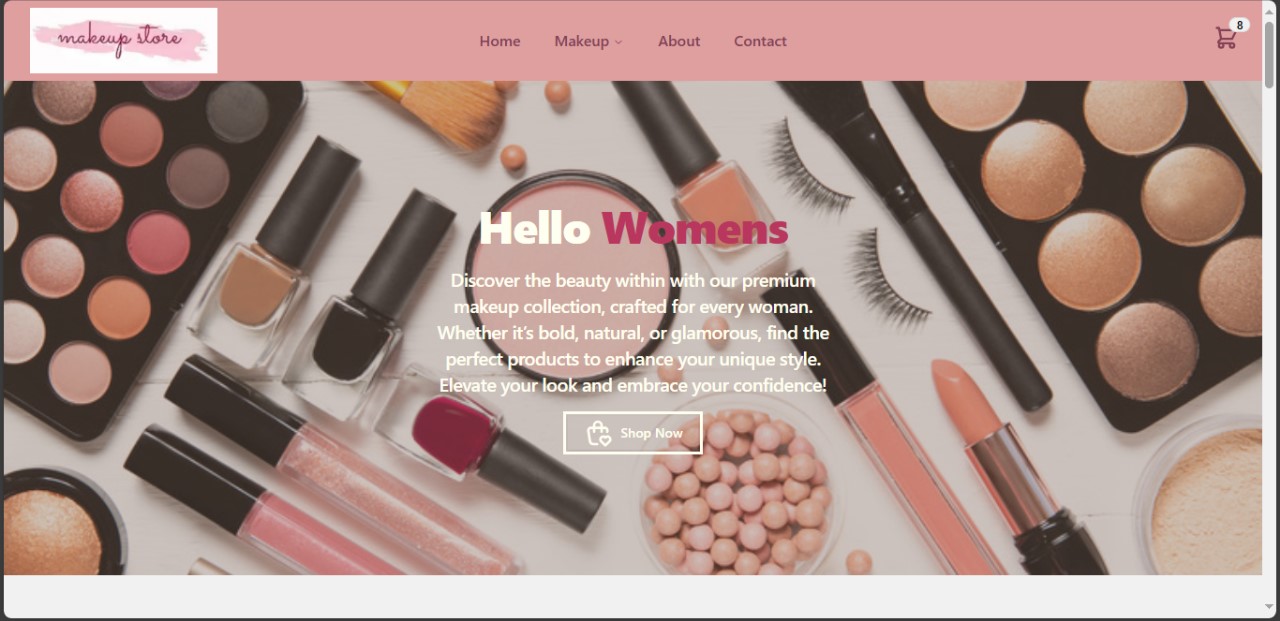 makeup store
Home Makeup About Contact
8
Hello Womens
Discover the beauty within with our premium
makeup collection, crafted for every woman.
Whether it's bold, natural, or glamorous, find the
perfect products to enhance your unique style.
Elevate your look and embrace your confidence!
Shop Now